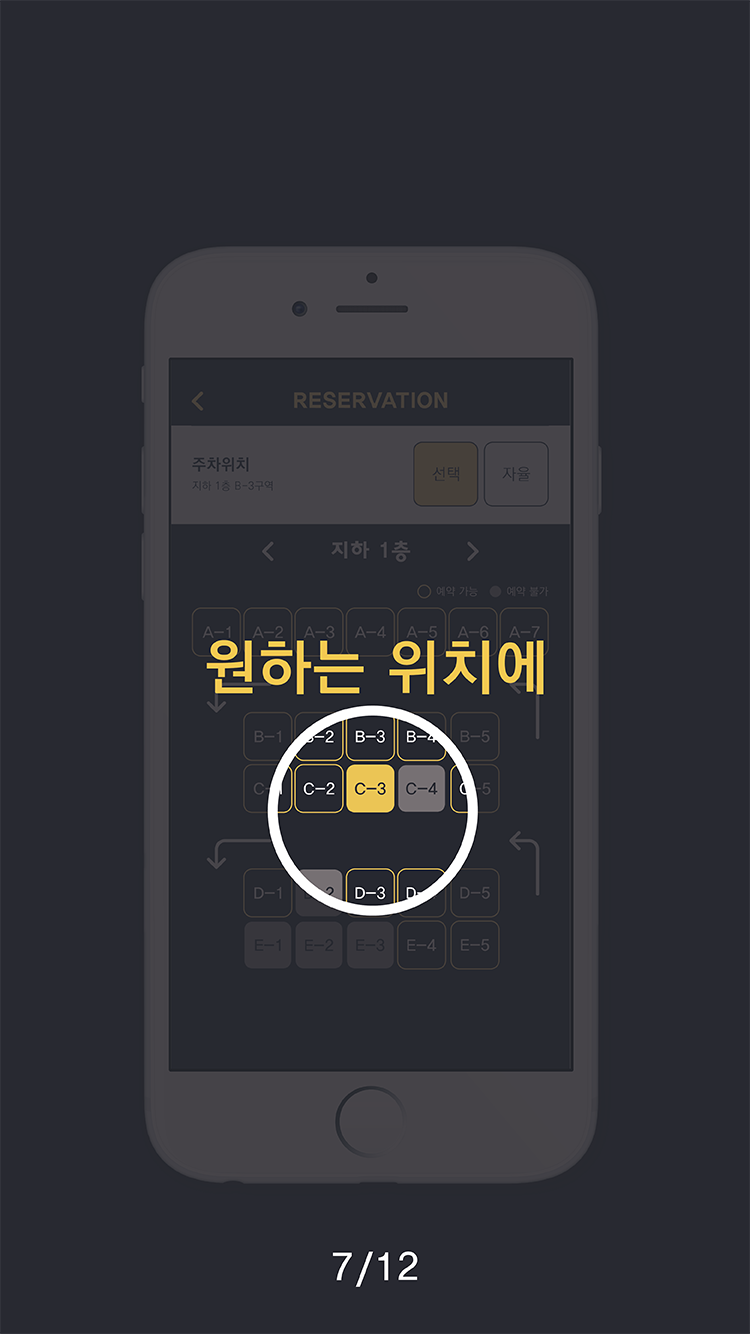 RESERVATION
주차위치
지하 1층 B-3구역
선택
자율
지하 1층
예약 가능 예약 불가
A-1 A-2 A-3 A-4 A-5 A-6 A-7
원하는 위치에
B-1 B-2 B-3 B-4 B-5
C-1 C-2 C-3 C-4 C-5
D-1 D-2 D-3 D-4 D-5
E-1 E-2 E-3 E-4 E-5
7/12